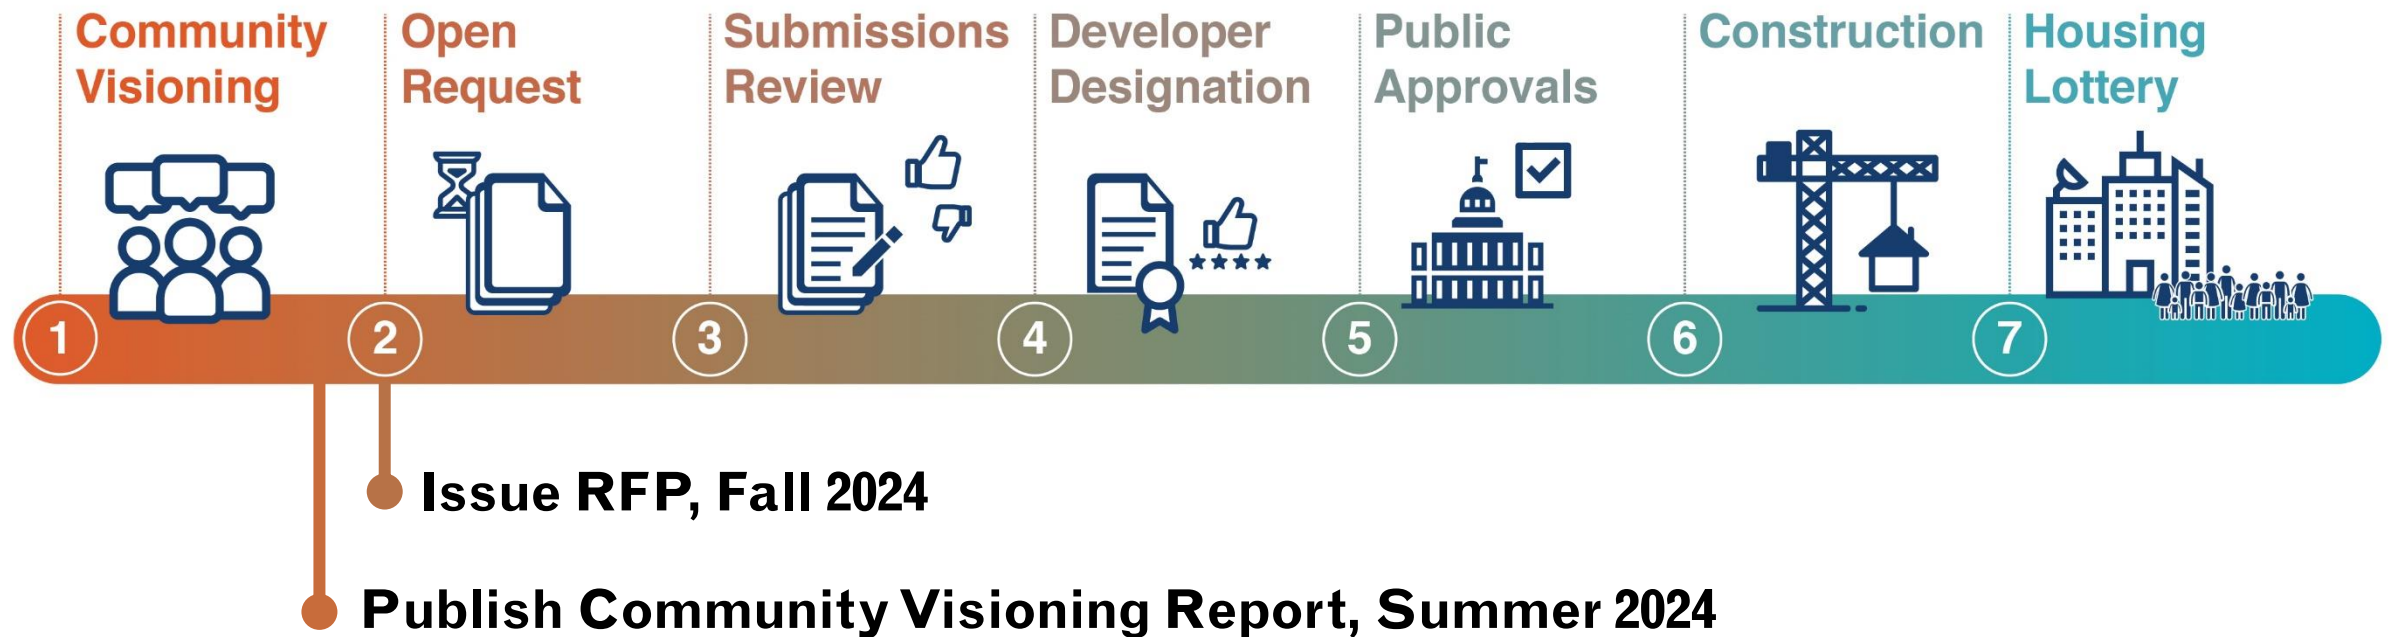 Community
Visioning
Open
Request
Submissions
Review
Developer
Designation
Public
Approvals
Construction
Housing
Lottery
1
2
3
4
5
6
7
Issue RFP, Fall 2024
Publish Community Visioning Report, Summer 2024